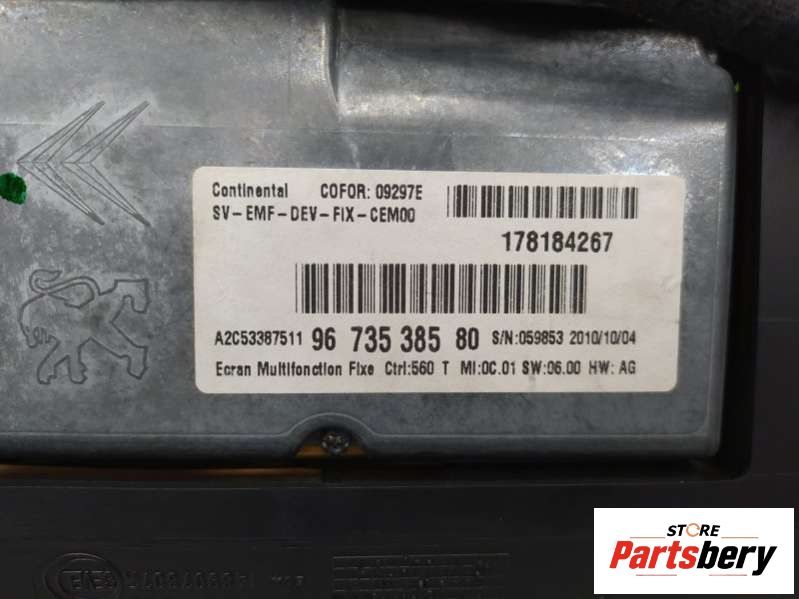 Continental COFOR: 09297E
SV-EMF-DEV-FIX-CEM00
178184267
A2C53387511 96 735 385 80 S/N:059853 2010/10/04
Ecran Multifonction Fixe Ctrl:560 T MI:0C.01 SW:06.00 HW: AG
STORE
Partsbery